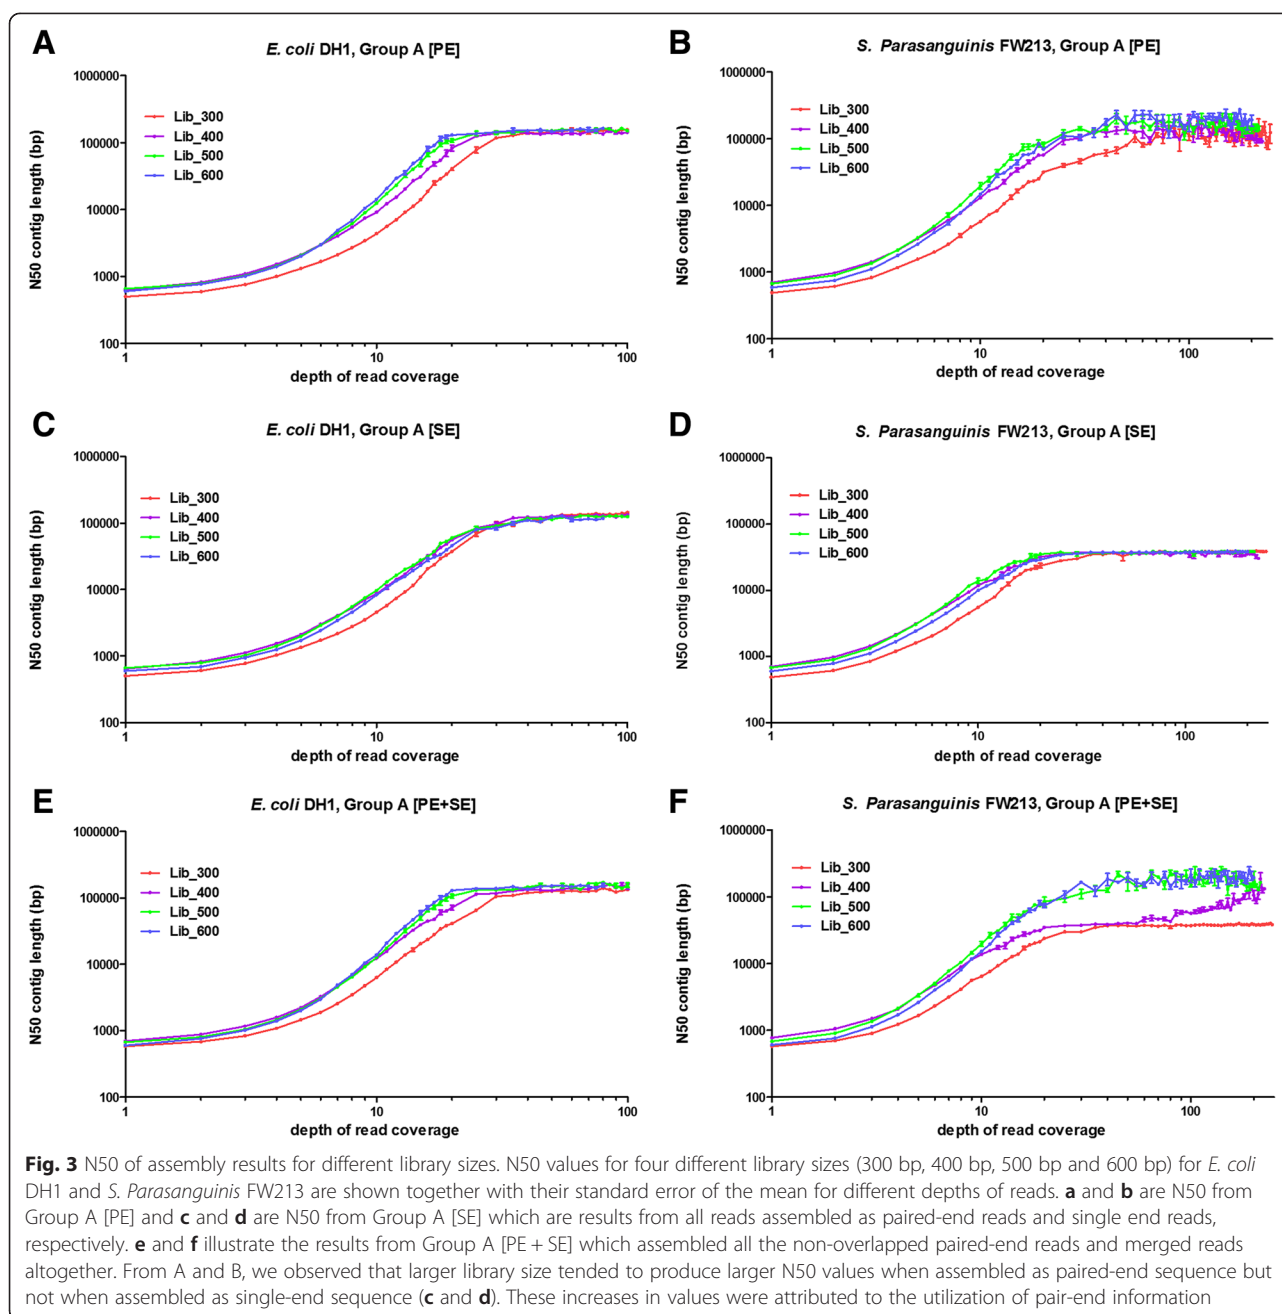 A
E. coli DH1, Group A [PE]
N50 contig length (bp)
1000000
100000
10000
1000
100
Lib_300
Lib_400
Lib_500
Lib_600
1
10
100
depth of read coverage
B
S. Parasanguinis FW213, Group A [PE]
N50 contig length (bp)
1000000
100000
10000
1000
100
Lib_300
Lib_400
Lib_500
Lib_600
1
10
100
depth of read coverage
C
E. coli DH1, Group A [SE]
N50 contig length (bp)
1000000
100000
10000
1000
100
Lib_300
Lib_400
Lib_500
Lib_600
1
10
100
depth of read coverage
D
S. Parasanguinis FW213, Group A [SE]
N50 contig length (bp)
1000000
100000
10000
1000
100
Lib_300
Lib_400
Lib_500
Lib_600
1
10
100
depth of read coverage
E
E. coli DH1, Group A [PE+SE]
N50 contig length (bp)
1000000
100000
10000
1000
100
Lib_300
Lib_400
Lib_500
Lib_600
1
10
100
depth of read coverage
F
S. Parasanguinis FW213, Group A [PE+SE]
N50 contig length (bp)
1000000
100000
10000
1000
100
Lib_300
Lib_400
Lib_500
Lib_600
1
10
100
depth of read coverage
Fig. 3 N50 of assembly results for different library sizes. N50 values for four different library sizes (300 bp, 400 bp, 500 bp and 600 bp) for E. coli
DH1 and S. Parasanguinis FW213 are shown together with their standard error of the mean for different depths of reads. a and b are N50 from
Group A [PE] and c and d are N50 from Group A [SE] which are results from all reads assembled as paired-end reads and single end reads,
respectively. e and f illustrate the results from Group A [PE + SE] which assembled all the non-overlapped paired-end reads and merged reads
altogether. From A and B, we observed that larger library size tended to produce larger N50 values when assembled as paired-end sequence but
not when assembled as single-end sequence (c and d). These increases in values were attributed to the utilization of pair-end information